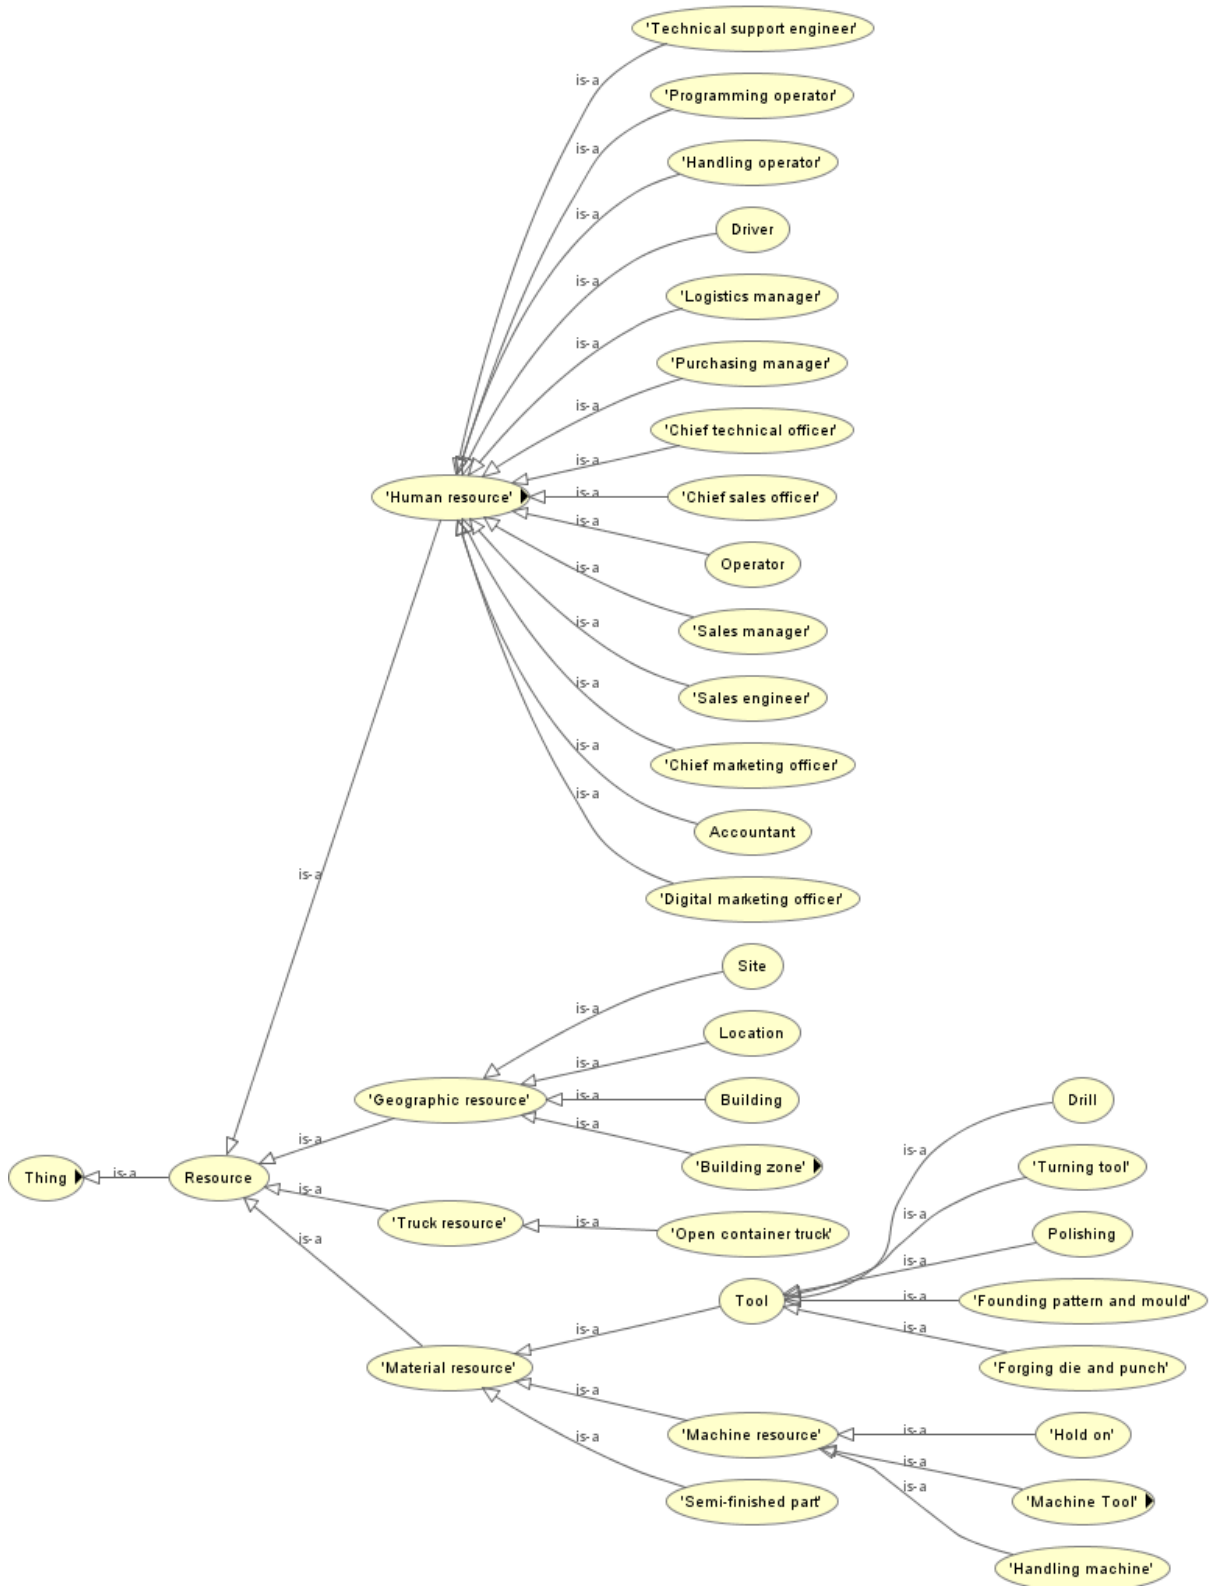 'Technical support engineer'
is-a
'Programming operator'
is-a
'Handling operator'
is-a
Driver
is-a
'Logistics manager'
is-a
'Purchasing manager'
is-a
'Chief technical officer'
is-a
'Human resource'
is-a
'Chief sales officer'
is-a
Operator
is-a
'Sales manager'
is-a
'Sales engineer'
is-a
'Chief marketing officer'
is-a
Accountant
is-a
'Digital marketing officer'
is-a
Site
is-a
Location
is-a
'Geographic resource'
is-a
Building
is-a
'Building zone'
is-a
Thing
is-a
Resource
is-a
'Truck resource'
is-a
'Open container truck'
is-a
Drill
is-a
'Turning tool'
is-a
Polishing
is-a
Tool
is-a
'Founding pattern and mould'
is-a
'Forging die and punch'
is-a
'Material resource'
is-a
'Machine resource'
is-a
'Hold on'
is-a
'Machine Tool'
is-a
'Semi-finished part'
is-a
'Handling machine'